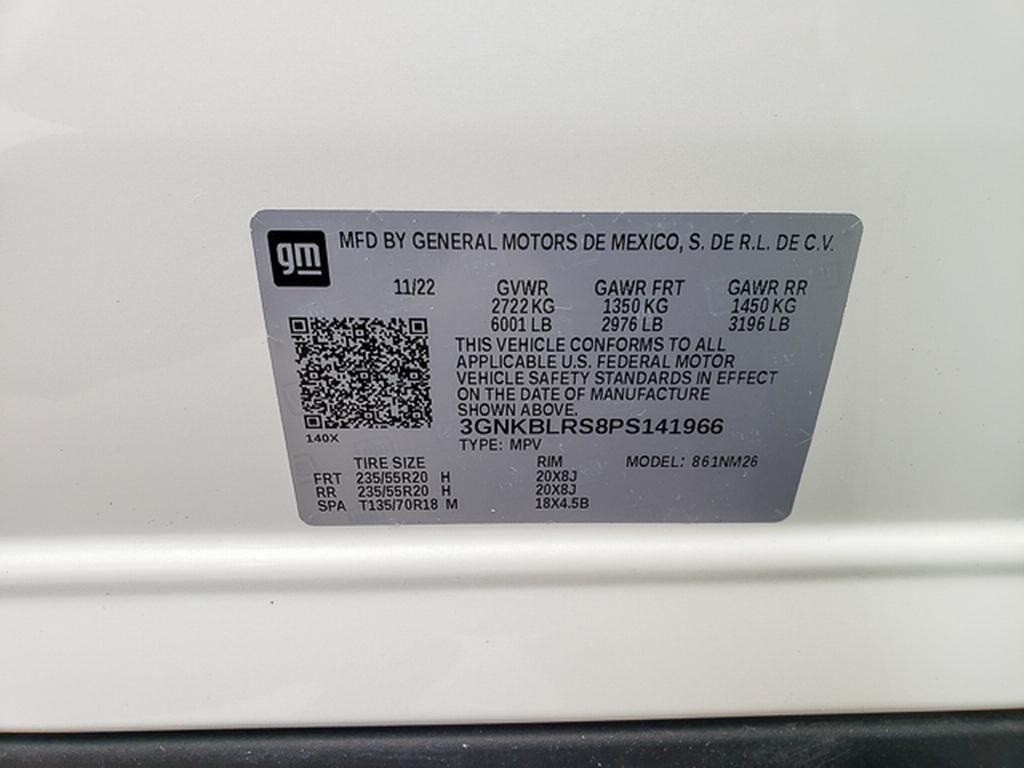 gm MFD BY GENERAL MOTORS DE MEXICO, S. DE R.L. DE C.V.
11/22 GVWR GAWR FRT GAWR RR
2722 KG 1350 KG 1450 KG
6001 LB 2976 LB 3196 LB
THIS VEHICLE CONFORMS TO ALL
APPLICABLE U.S. FEDERAL MOTOR
VEHICLE SAFETY STANDARDS IN EFFECT
ON THE DATE OF MANUFACTURE
SHOWN ABOVE.
3GNKBLRS8PS141966
140X
TYPE: MPV
TIRE SIZE RIM MODEL: 861NM26
FRT 235/55R20 H 20X8J
RR 235/55R20 H 20X8J
SPA T135/70R18 M 18X4.5B